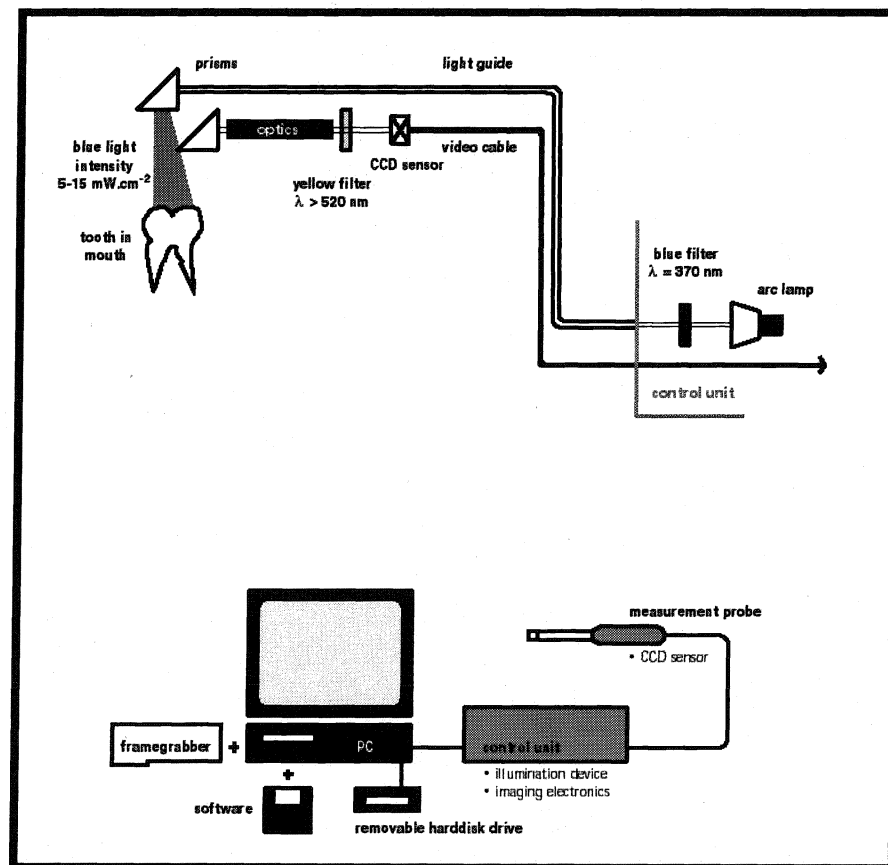 prisms
light guide
optics
blue light
intensity
5-15 mW.cm⁻²
CCD sensor
video cable
yellow filter
λ > 520 nm
tooth in
mouth
blue filter
λ = 370 nm
arc lamp
control unit
measurement probe
• CCD sensor
framegrabber
+
PC
control unit
+
• illumination device
• imaging electronics
software
removable harddisk drive